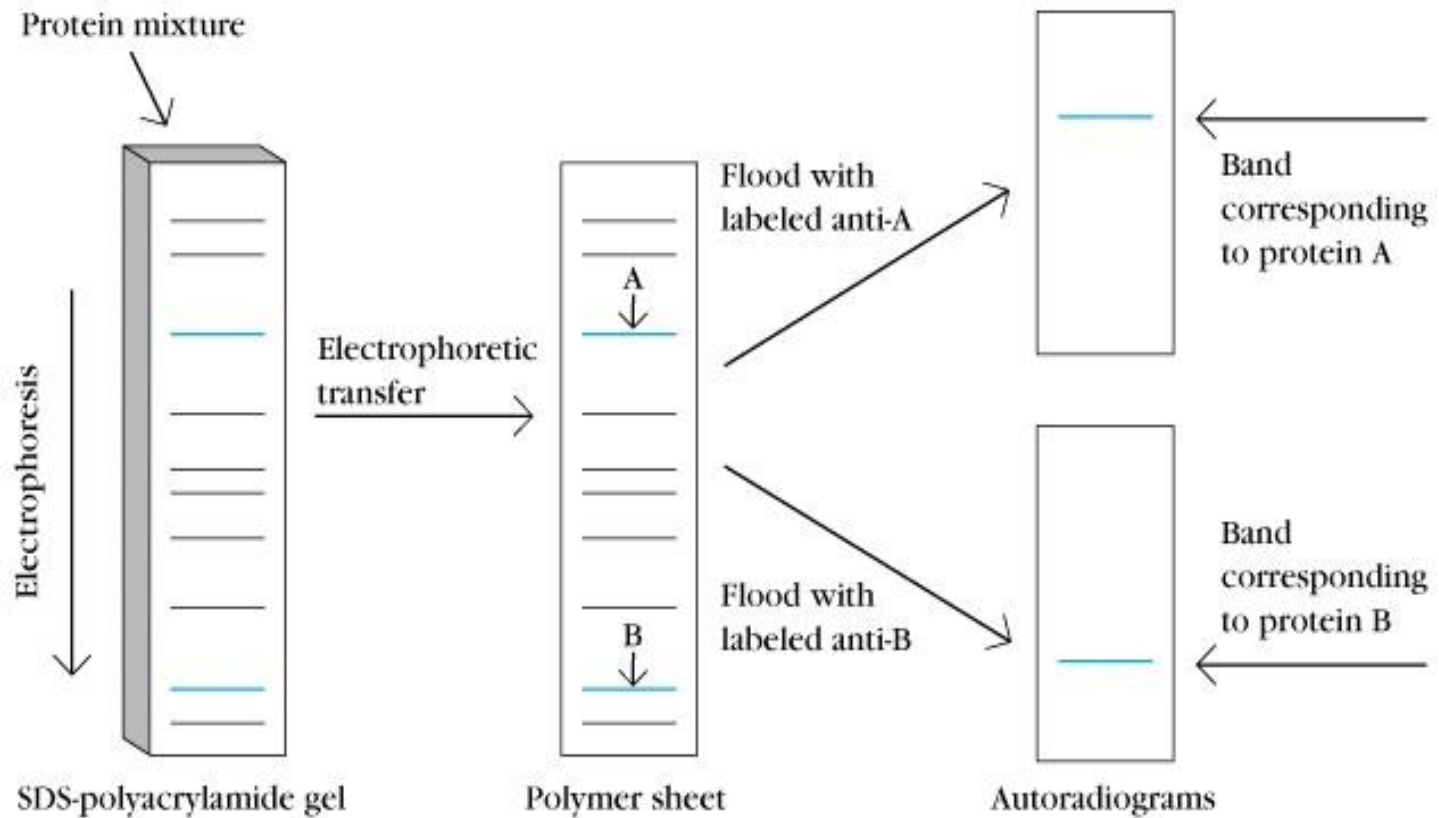 Protein mixture
Electrophoresis
SDS-polyacrylamide gel
Electrophoretic
transfer
A
B
Polymer sheet
Flood with
labeled anti-A
Flood with
labeled anti-B
Band
corresponding
to protein A
Band
corresponding
to protein B
Autoradiograms